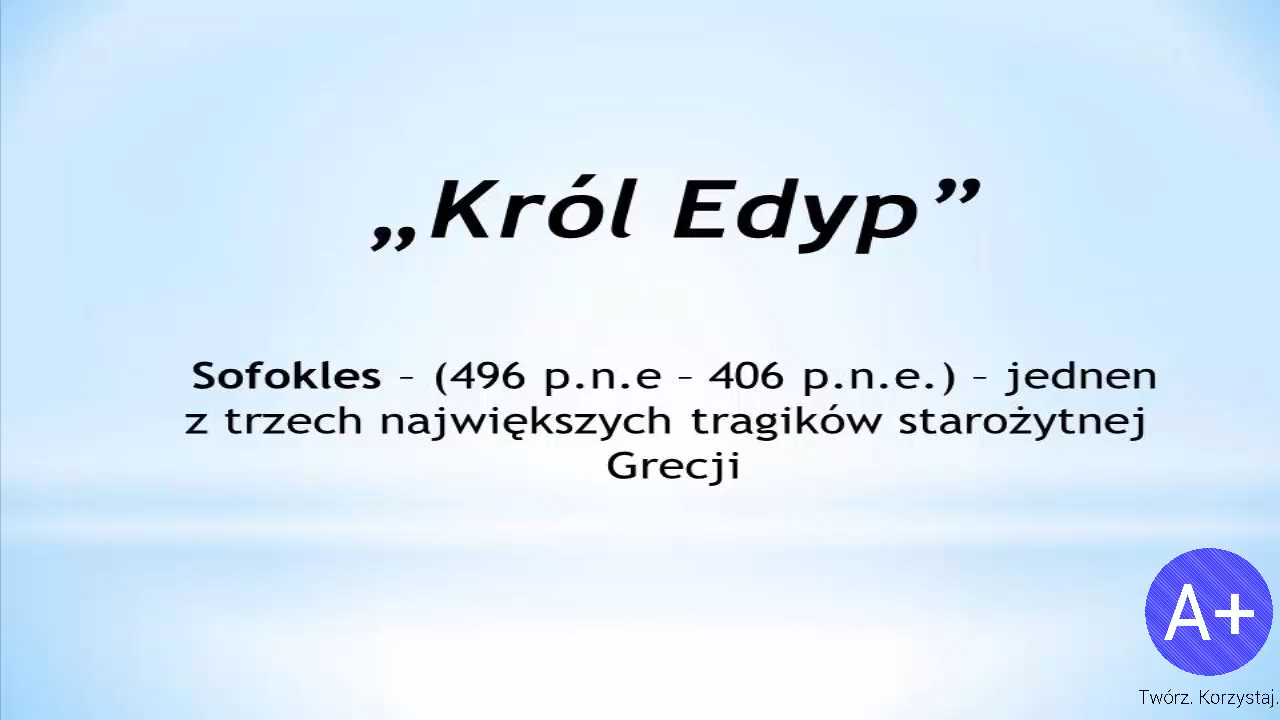 „Król Edyp”
Sofokles – (496 p.n.e – 406 p.n.e.) – jednen
z trzech największych tragików starożytnej
Grecji
A+
Twórz. Korzystaj.